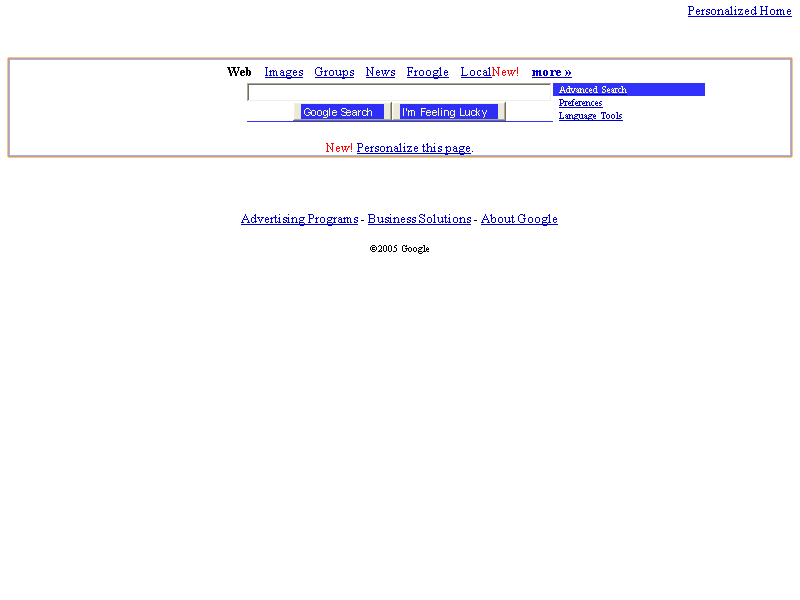 Personalized Home
Web Images Groups News Froogle LocalNew! more »
Advanced Search
Preferences
Language Tools
Google Search I'm Feeling Lucky
New! Personalize this page.
Advertising Programs - Business Solutions - About Google
©2005 Google